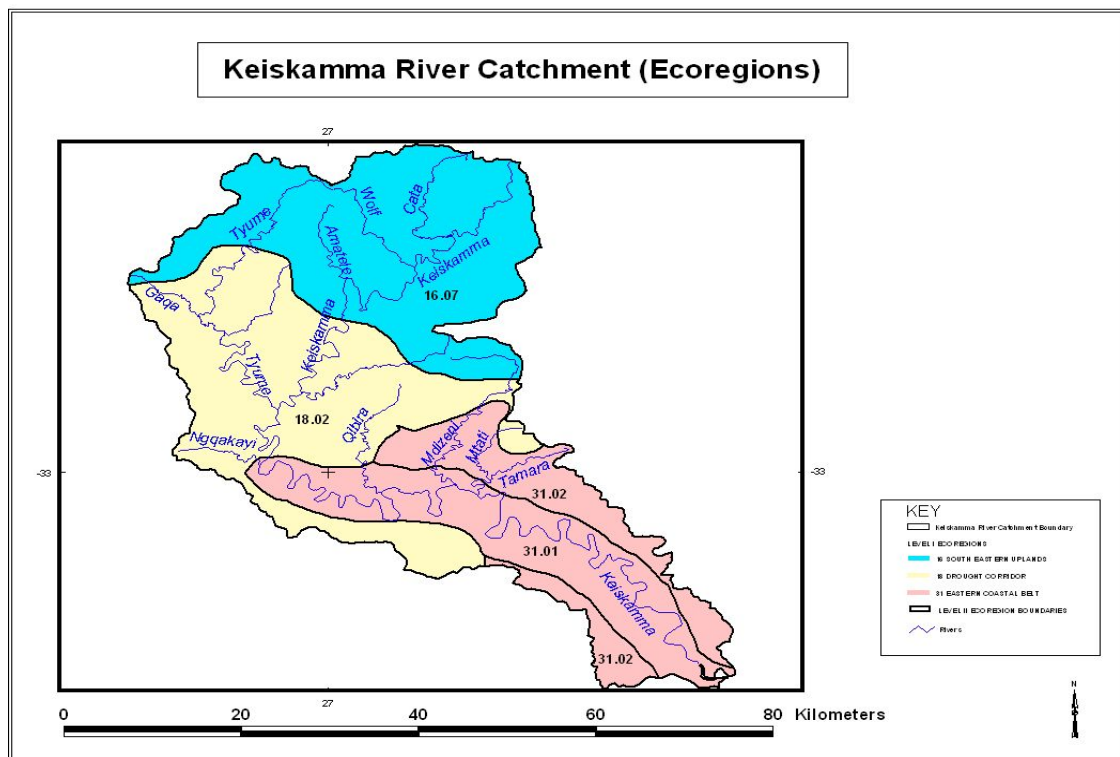 Keiskamma River Catchment (Ecoregions)
27
Tyume
Wolf
Cata
Amatele
Keiskamma
16.07
Gaqa
Keiskamma
Tyume
18.02
Qibira
Ngqakayi
Mdizeni
Mtati
Tamara
-33
-33
31.02
31.01
Keiskamma
31.02
KEY
Keiskamma River Catchment Boundary
LEVEL I ECOREGIONS
16 SOUTH EASTERN UPLANDS
18 DROUGHT CORRIDOR
31 EASTERN COASTAL BELT
LEVEL II ECOREGION BOUNDARIES
Rivers
27
0 20 40 60 80 Kilometers
N